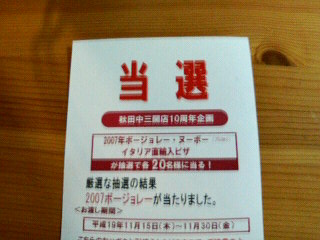 当選
秋田中三開店10周年企画
2007年ボージョレー・ヌーボー
イタリア直輸入ピザ
が抽選で各20名様に当る！
厳選な抽選の結果
2007ボージョレーが当たりました。
<お渡し期間>
平成19年11月15日(木)～11月30日(金)